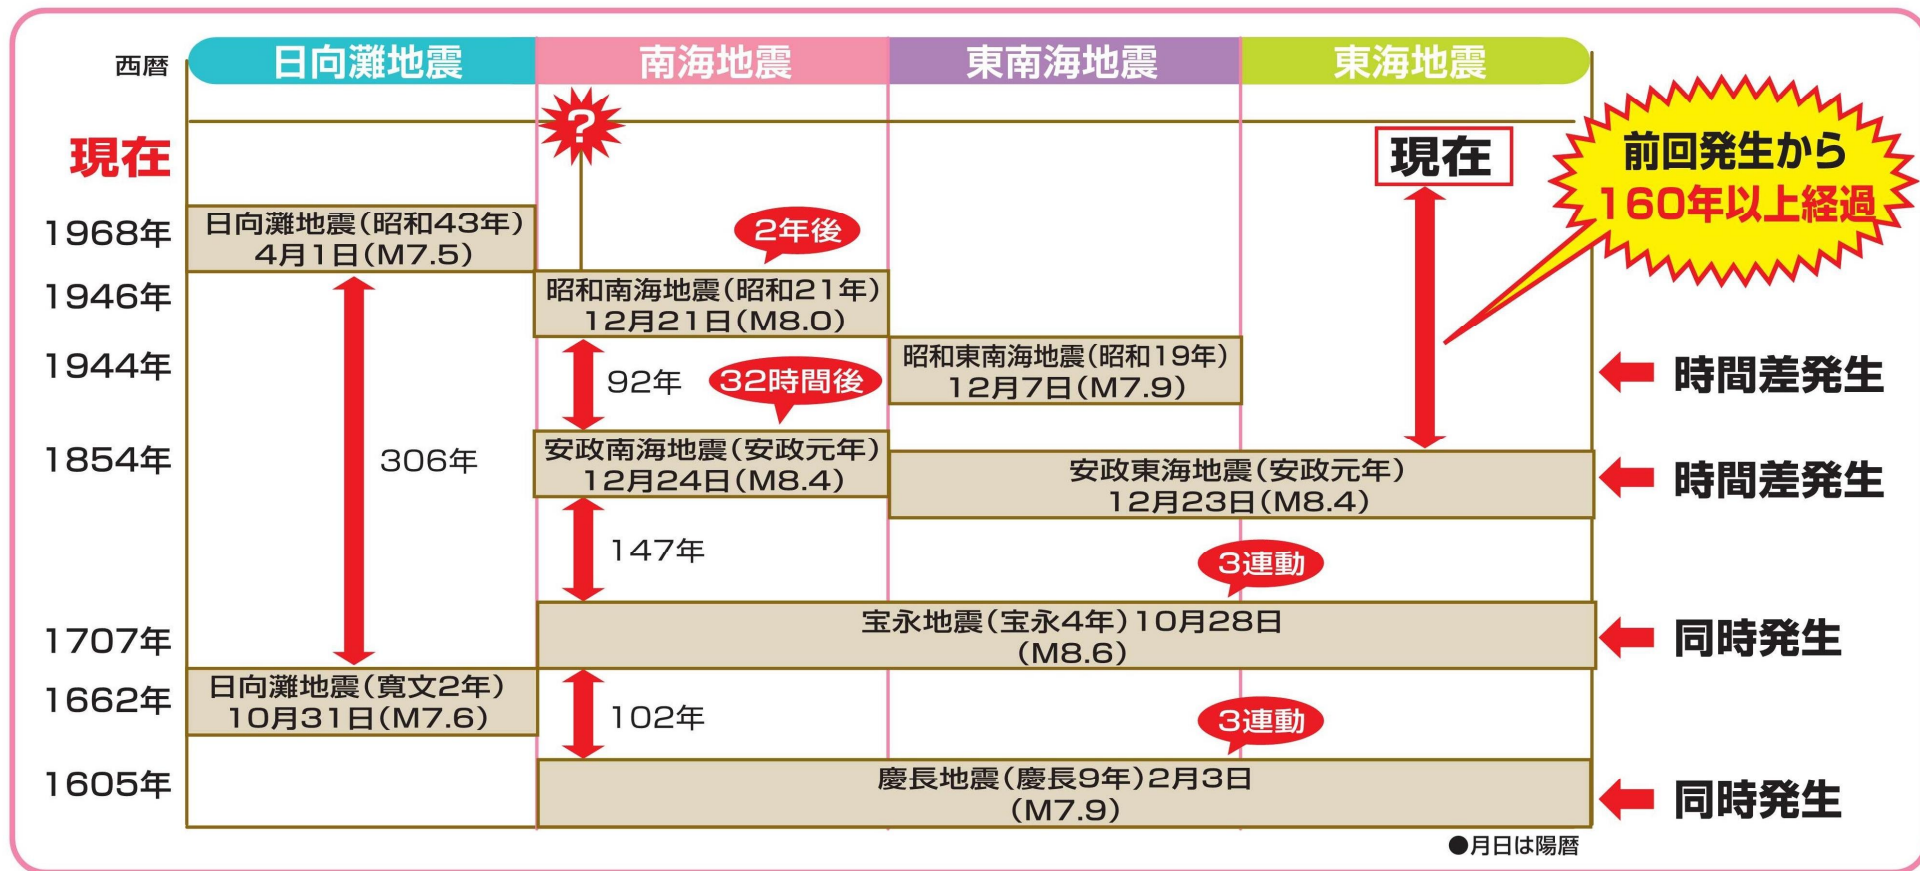 西暦
日向灘地震
南海地震
東南海地震
東海地震
?
現在
現在
前回発生から
160年以上経過
1968年
日向灘地震(昭和43年)
4月1日(M7.5)
2年後
1946年
昭和南海地震(昭和21年)
12月21日(M8.0)
1944年
92年
32時間後
昭和東南海地震(昭和19年)
12月7日(M7.9)
時間差発生
1854年
306年
安政南海地震(安政元年)
12月24日(M8.4)
安政東海地震(安政元年)
12月23日(M8.4)
時間差発生
147年
3連動
1707年
宝永地震(宝永4年)10月28日
(M8.6)
同時発生
1662年
日向灘地震(寛文2年)
10月31日(M7.6)
102年
3連動
1605年
慶長地震(慶長9年)2月3日
(M7.9)
同時発生
●月日は陽暦